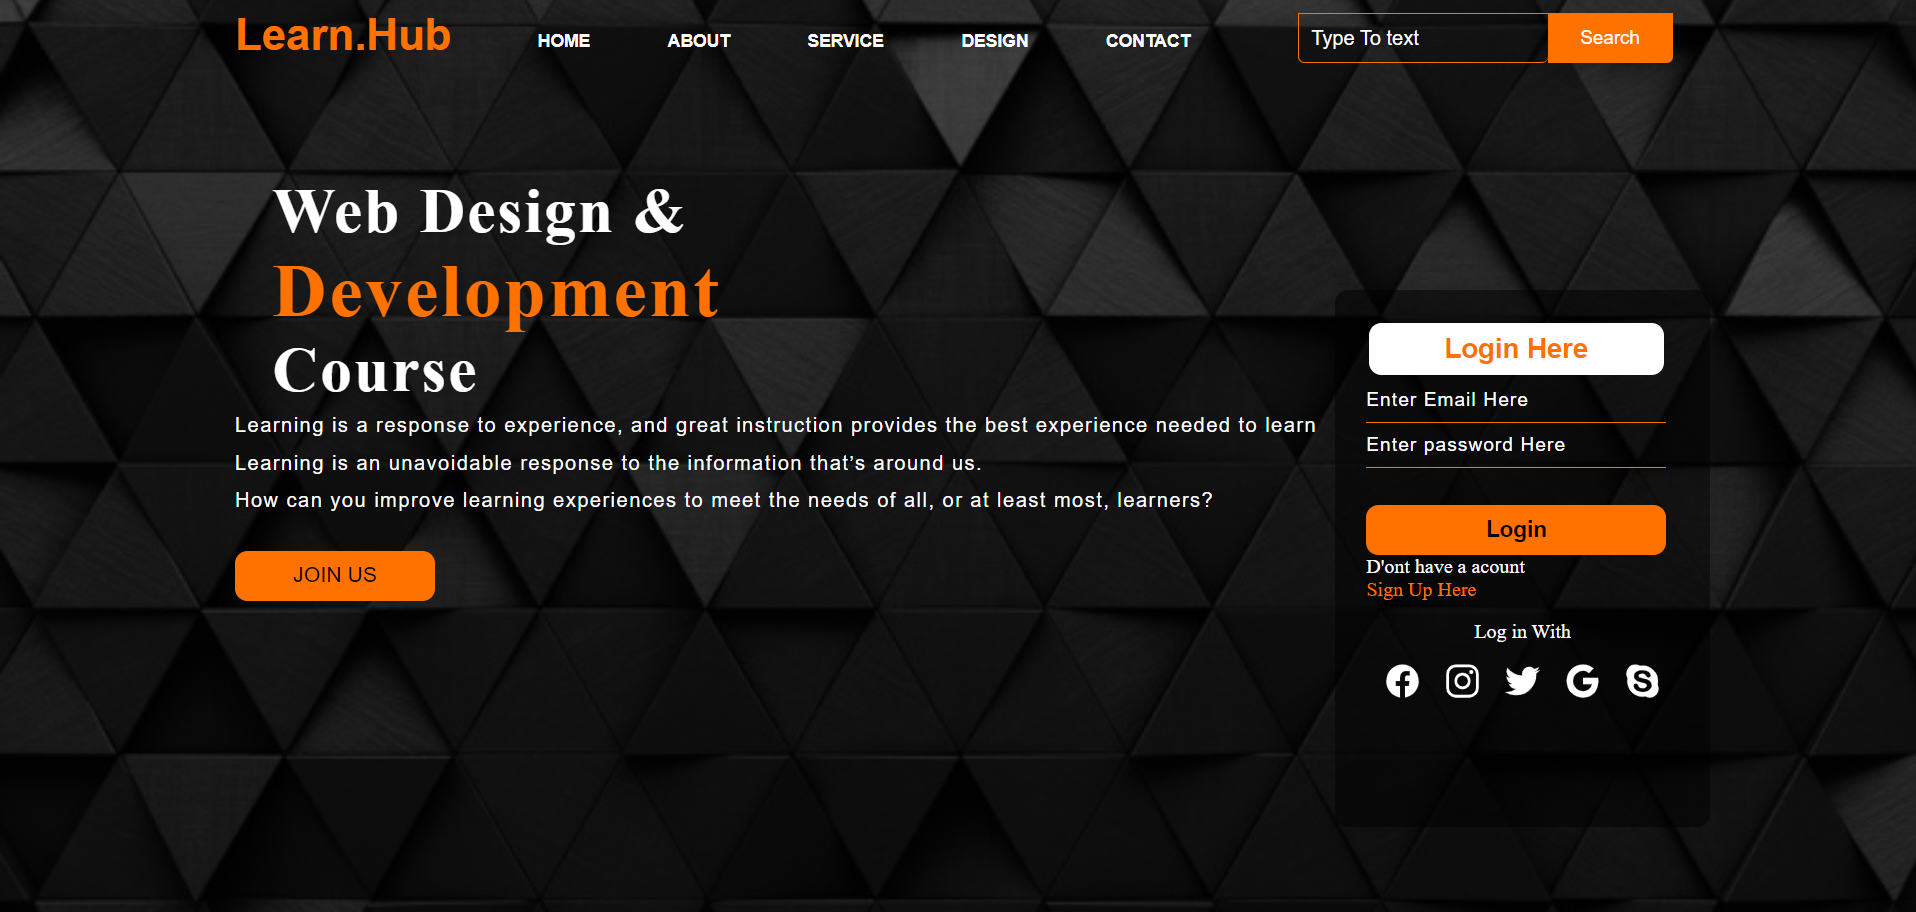 Learn.Hub
HOME
ABOUT
SERVICE
DESIGN
CONTACT
Type To text
Search
Web Design &
Development
Course
Learning is a response to experience, and great instruction provides the best experience needed to learn
Learning is an unavoidable response to the information that’s around us.
How can you improve learning experiences to meet the needs of all, or at least most, learners?
JOIN US
Login Here
Enter Email Here
Enter password Here
Login
D'ont have a acount
Sign Up Here
Log in With